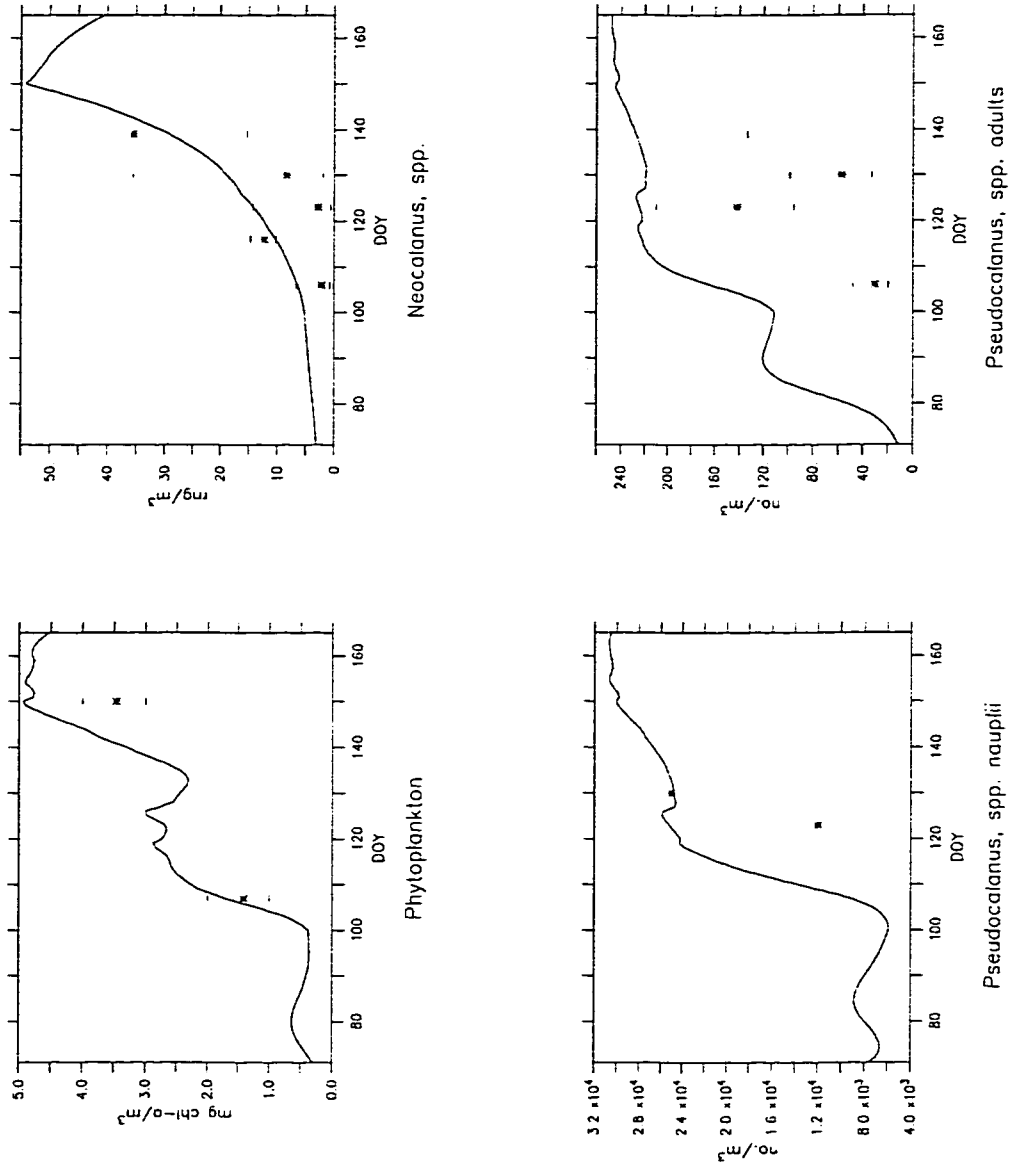 5.0
4.0
3.0
2.0
1.0
0.0
mg chl-a/m³
80
100
120
140
160
DOY
Phytoplankton
50
40
30
20
10
0
mg/m³
80
100
120
140
160
DOY
Neocalanus, spp.
3.2 x10⁴
2.8 x10⁴
2.4 x10⁴
2.0 x10⁴
1.6 x10⁴
1.2 x10⁴
8.0 x10³
4.0 x10³
no./m³
80
100
120
140
160
DOY
Pseudocalanus, spp. nauplii
240
200
160
120
80
40
0
no./m³
80
100
120
140
160
DOY
Pseudocalanus, spp. adults